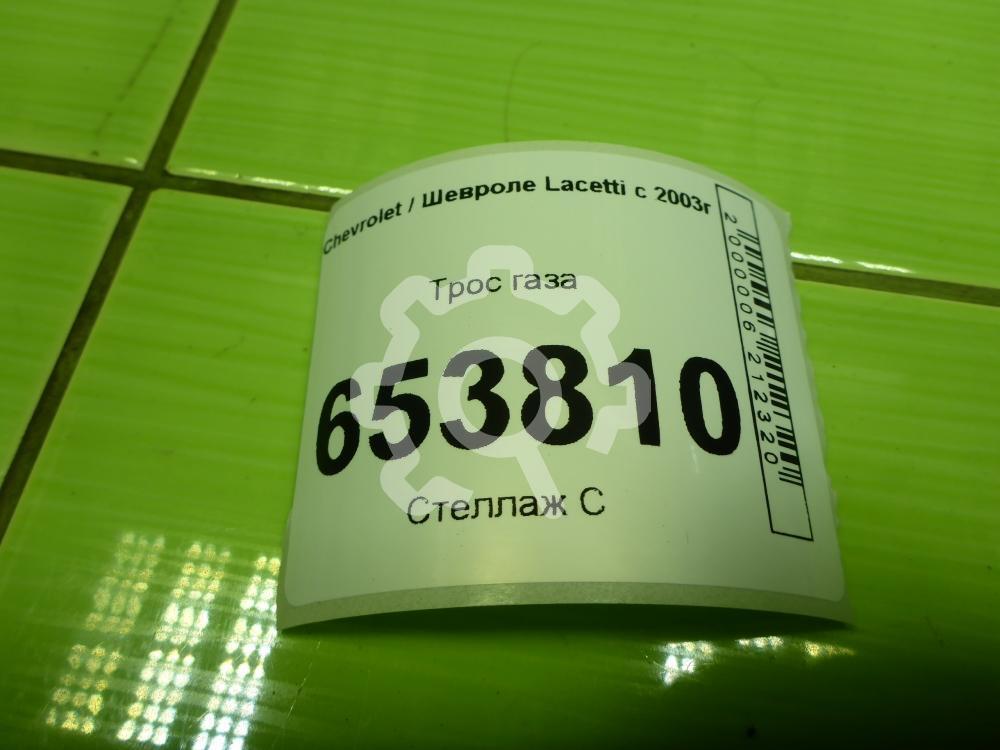 Chevrolet / Шевроле Lacetti с 2003г
Трос газа
653810
Стеллаж С
2000006212320